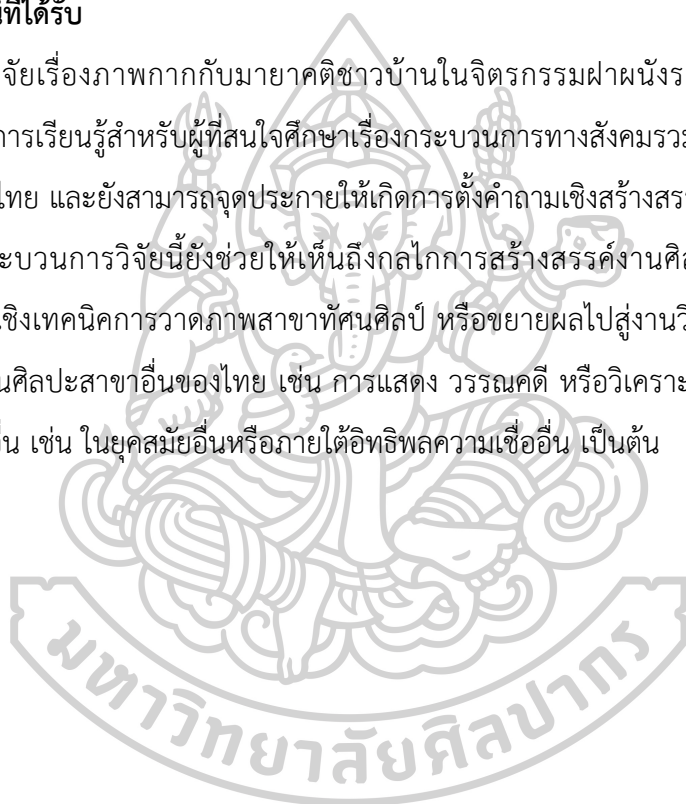 ที่ได้รับ
จัยเรื่องภาพกากกับมายาคติชาวบ้านในจิตรกรรมฝาผนังร
การเรียนรู้สำหรับผู้ที่สนใจศึกษาเรื่องกระบวนการทางสังคมรวม
ไทย และยังสามารถจุดประกายให้เกิดการตั้งคำถามเชิงสร้างสรร
ะบวนการวิจัยนี้ยังช่วยให้เห็นถึงกลไกการสร้างสรรค์งานศิล
เชิงเทคนิคการวาดภาพสาขาทัศนศิลป์ หรือขยายผลไปสู่งานวิ
นศิลปะสาขาอื่นของไทย เช่น การแสดง วรรณคดี หรือวิเคราะ
ื่น เช่น ในยุคสมัยอื่นหรือภายใต้อิทธิพลความเชื่ออื่น เป็นต้น
มหาวิทยาลัยศิลปากร